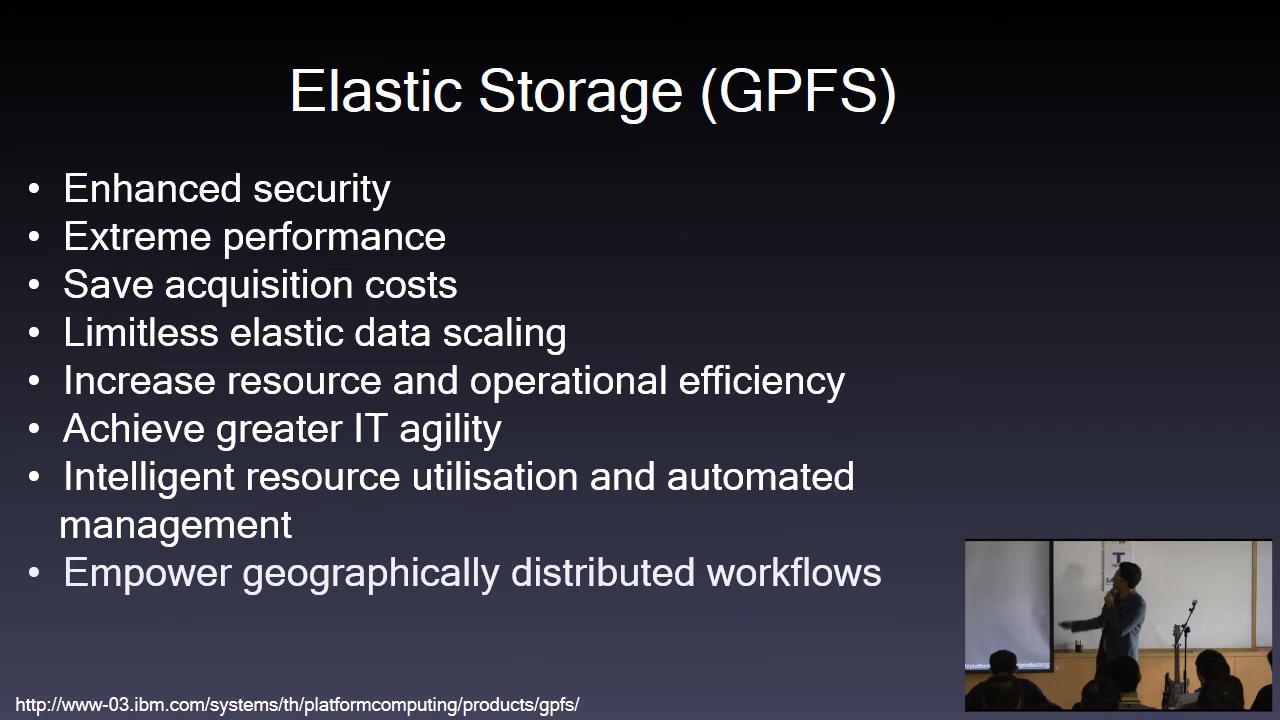 Elastic Storage (GPFS)
• Enhanced security
• Extreme performance
• Save acquisition costs
• Limitless elastic data scaling
• Increase resource and operational efficiency
• Achieve greater IT agility
• Intelligent resource utilisation and automated
management
• Empower geographically distributed workflows
http://www-03.ibm.com/systems/th/platformcomputing/products/gpfs/